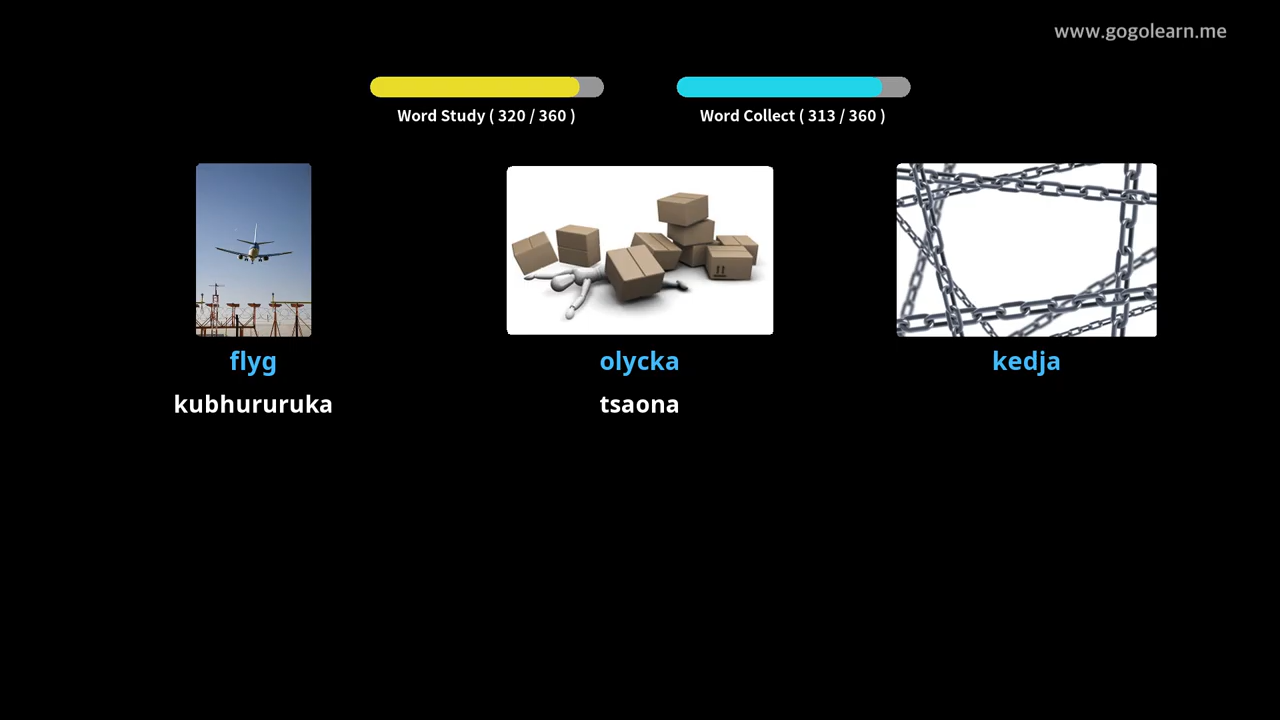 www.gogolearn.me
Word Study ( 320 / 360 )
Word Collect ( 313 / 360 )
flyg
olycka
kedja
kubhururuka
tsaona